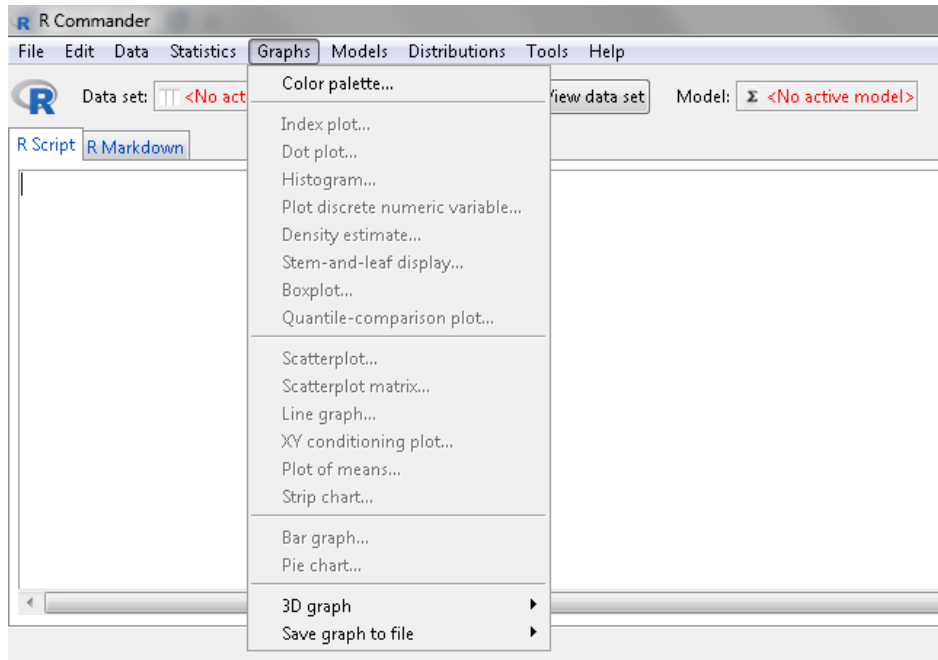 R Commander
File Edit Data Statistics Graphs Models Distributions Tools Help
R Data set: <No act View data set Model: Σ <No active model>
R Script R Markdown
Color palette...
Index plot...
Dot plot...
Histogram...
Plot discrete numeric variable...
Density estimate...
Stem-and-leaf display...
Boxplot...
Quantile-comparison plot...
Scatterplot...
Scatterplot matrix...
Line graph...
XY conditioning plot...
Plot of means...
Strip chart...
Bar graph...
Pie chart...
3D graph
Save graph to file